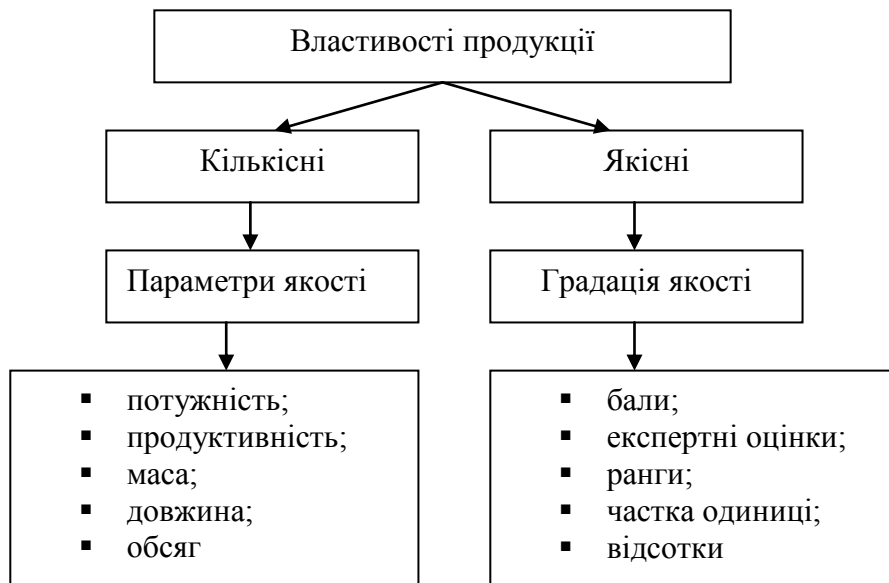 Властивості продукції
Кількісні
Якісні
Параметри якості
Градація якості
▪ потужність;
▪ продуктивність;
▪ маса;
▪ довжина;
▪ обсяг
▪ бали;
▪ експертні оцінки;
▪ ранги;
▪ частка одиниці;
▪ відсотки